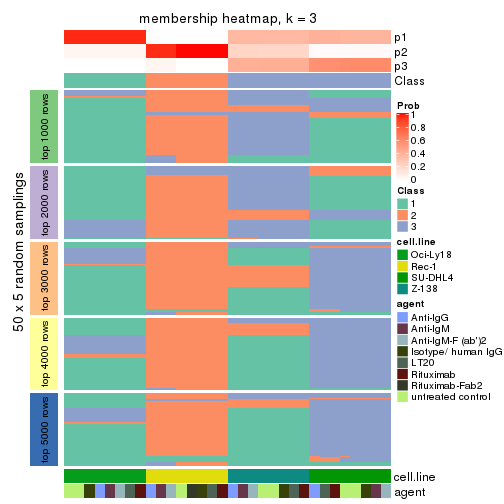 membership heatmap, k = 3
p1
p2
p3
Class
50 x 5 random samplings
top 1000 rows
top 2000 rows
top 3000 rows
top 4000 rows
top 5000 rows
cell.line
agent
Prob
1
0.8
0.6
0.4
0.2
0
Class
1
2
3
cell.line
Oci-Ly18
Rec-1
SU-DHL4
Z-138
agent
Anti-IgG
Anti-IgM
Anti-IgM-F (ab')2
Isotype/ human IgG
LT20
Rituximab
Rituximab-Fab2
untreated control